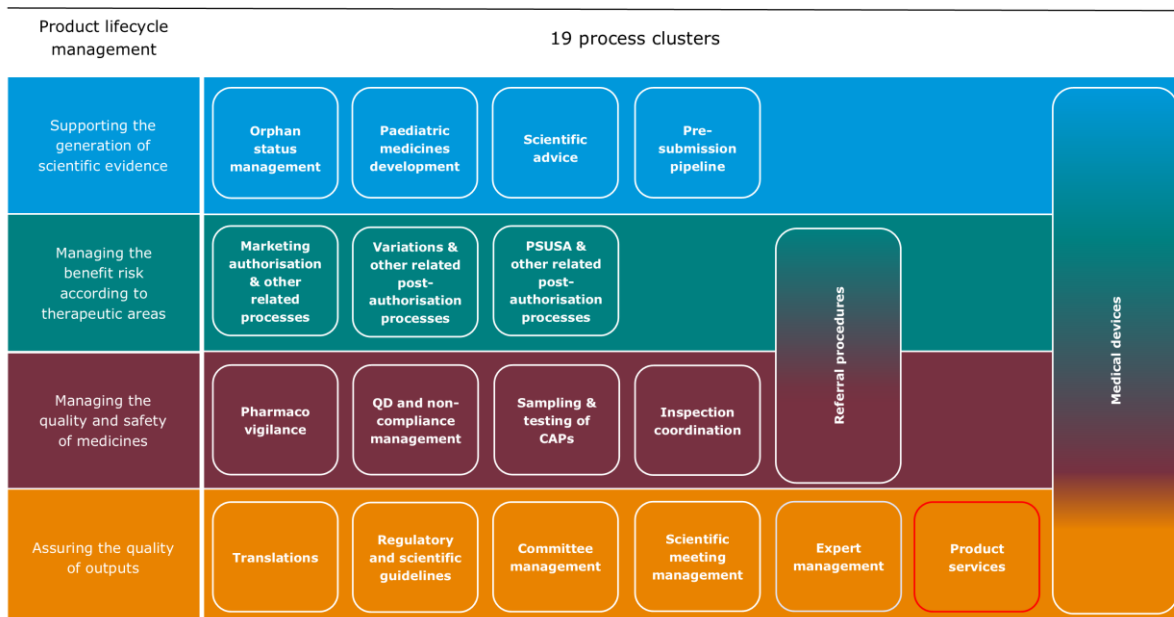 Product lifecycle
management
19 process clusters
Supporting the
generation of
scientific evidence
Orphan
status
management
Paediatric
medicines
development
Scientific
advice
Pre-
submission
pipeline
Managing the
benefit risk
according to
therapeutic areas
Marketing
authorisation
& other
related
processes
Variations &
other related
post-
authorisation
processes
PSUSA &
other related
post-
authorisation
processes
Referral procedures
Medical devices
Managing the
quality and safety
of medicines
Pharmaco
vigilance
QD and non-
compliance
management
Sampling &
testing of
CAPs
Inspection
coordination
Assuring the quality
of outputs
Translations
Regulatory
and scientific
guidelines
Committee
management
Scientific
meeting
management
Expert
management
Product
services